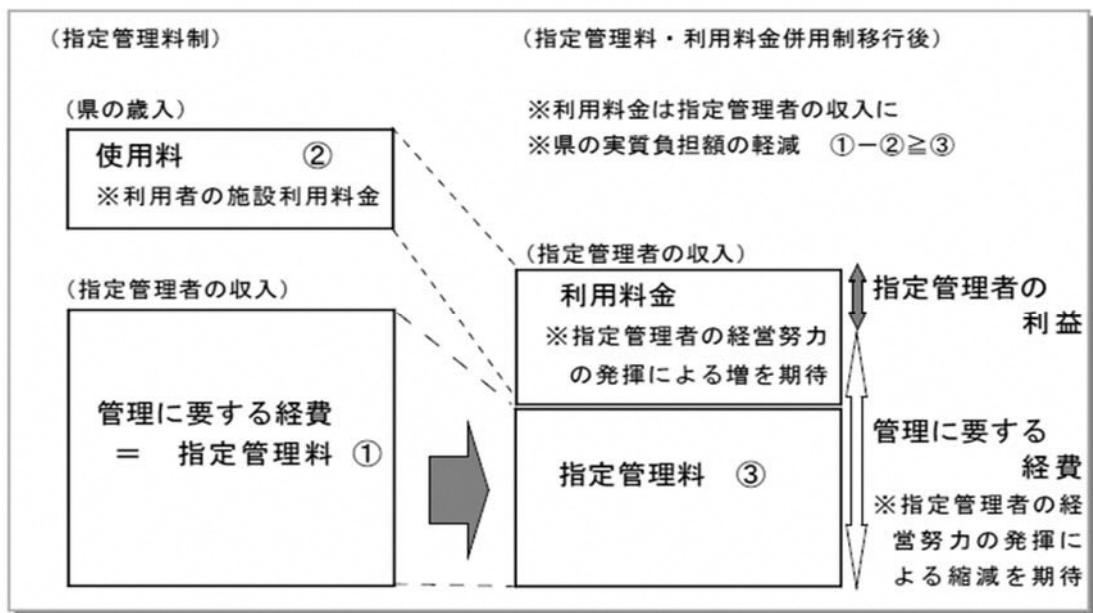 （指定管理料制）
（県の歳入）
使用料　②
※利用者の施設利用料金
（指定管理者の収入）
管理に要する経費
＝　指定管理料　①
（指定管理料・利用料金併用制移行後）
※利用料金は指定管理者の収入に
※県の実質負担額の軽減　①－②≧③
（指定管理者の収入）
利用料金
※指定管理者の経営努力
の発揮による増を期待
指定管理料　③
指定管理者の
利益
管理に要する
経費
※指定管理者の経
営努力の発揮に
よる縮減を期待